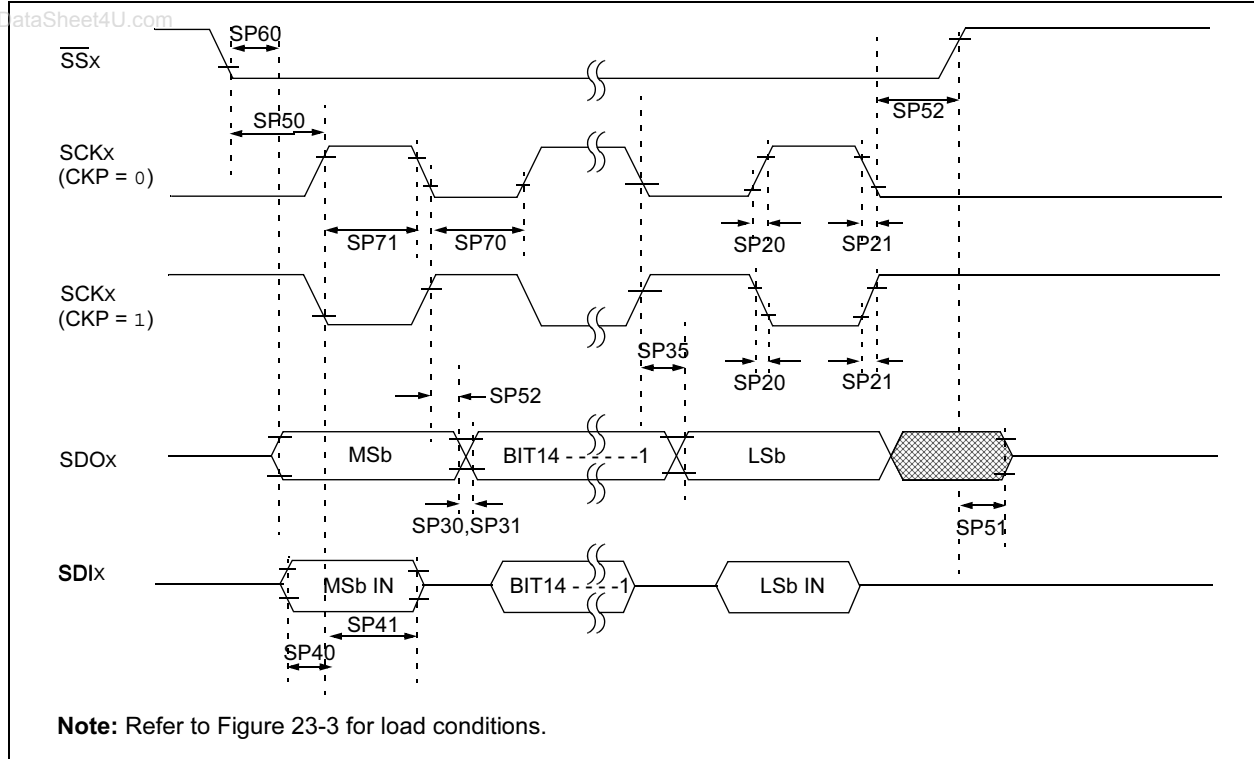 DataSheet4U.com
SP60
SSx
SP52
SP50
SCKx
(CKP = 0)
SP71
SP70
SP20
SP21
SCKx
(CKP = 1)
SP35
SP20
SP21
SP52
SDOx
MSb
BIT14 - - - - - -1
LSb
SP30,SP31
SP51
SDIx
MSb IN
BIT14 - - - -1
LSb IN
SP41
SP40
Note: Refer to Figure 23-3 for load conditions.